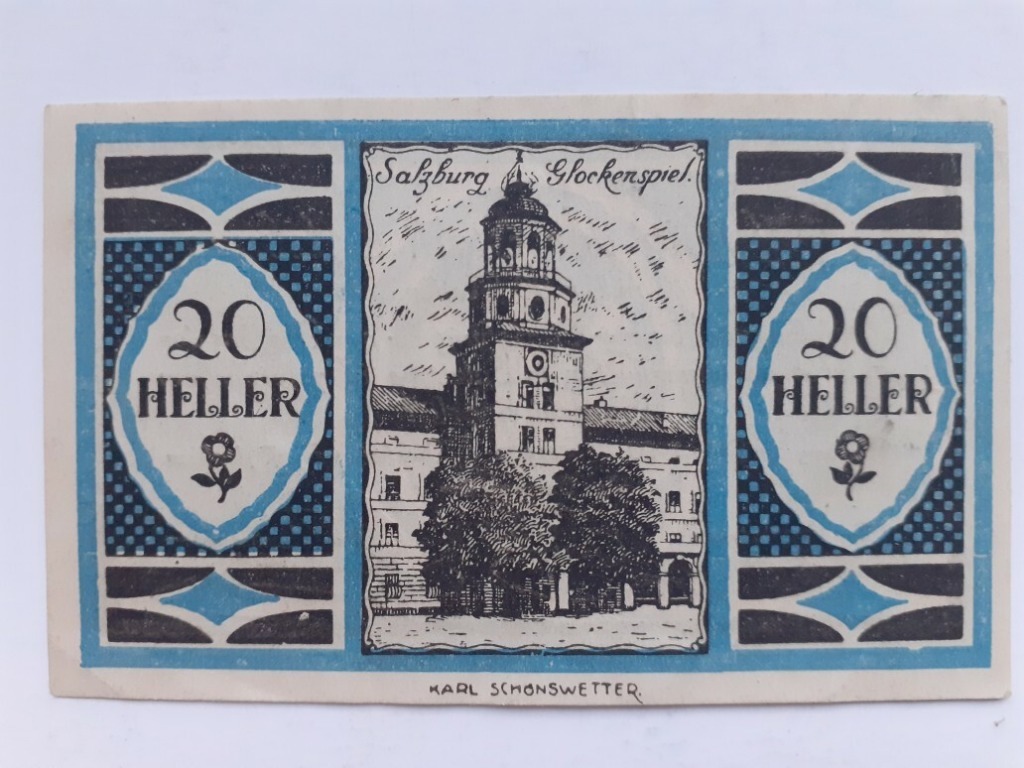 Salzburg Glockenspiel.
20
HELLER
20
HELLER
KARL SCHÖNSWETTER.